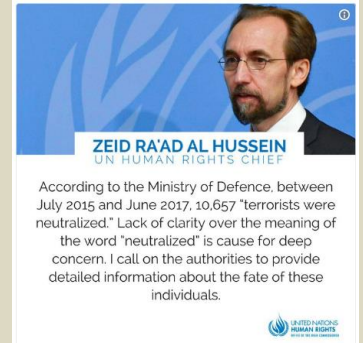 ZEID RA'AD AL HUSSEIN
UN HUMAN RIGHTS CHIEF
According to the Ministry of Defence, between
July 2015 and June 2017, 10,657 "terrorists were
neutralized." Lack of clarity over the meaning of
the word "neutralized" is cause for deep
concern. I call on the authorities to provide
detailed information about the fate of these
individuals.
UNITED NATIONS
HUMAN RIGHTS